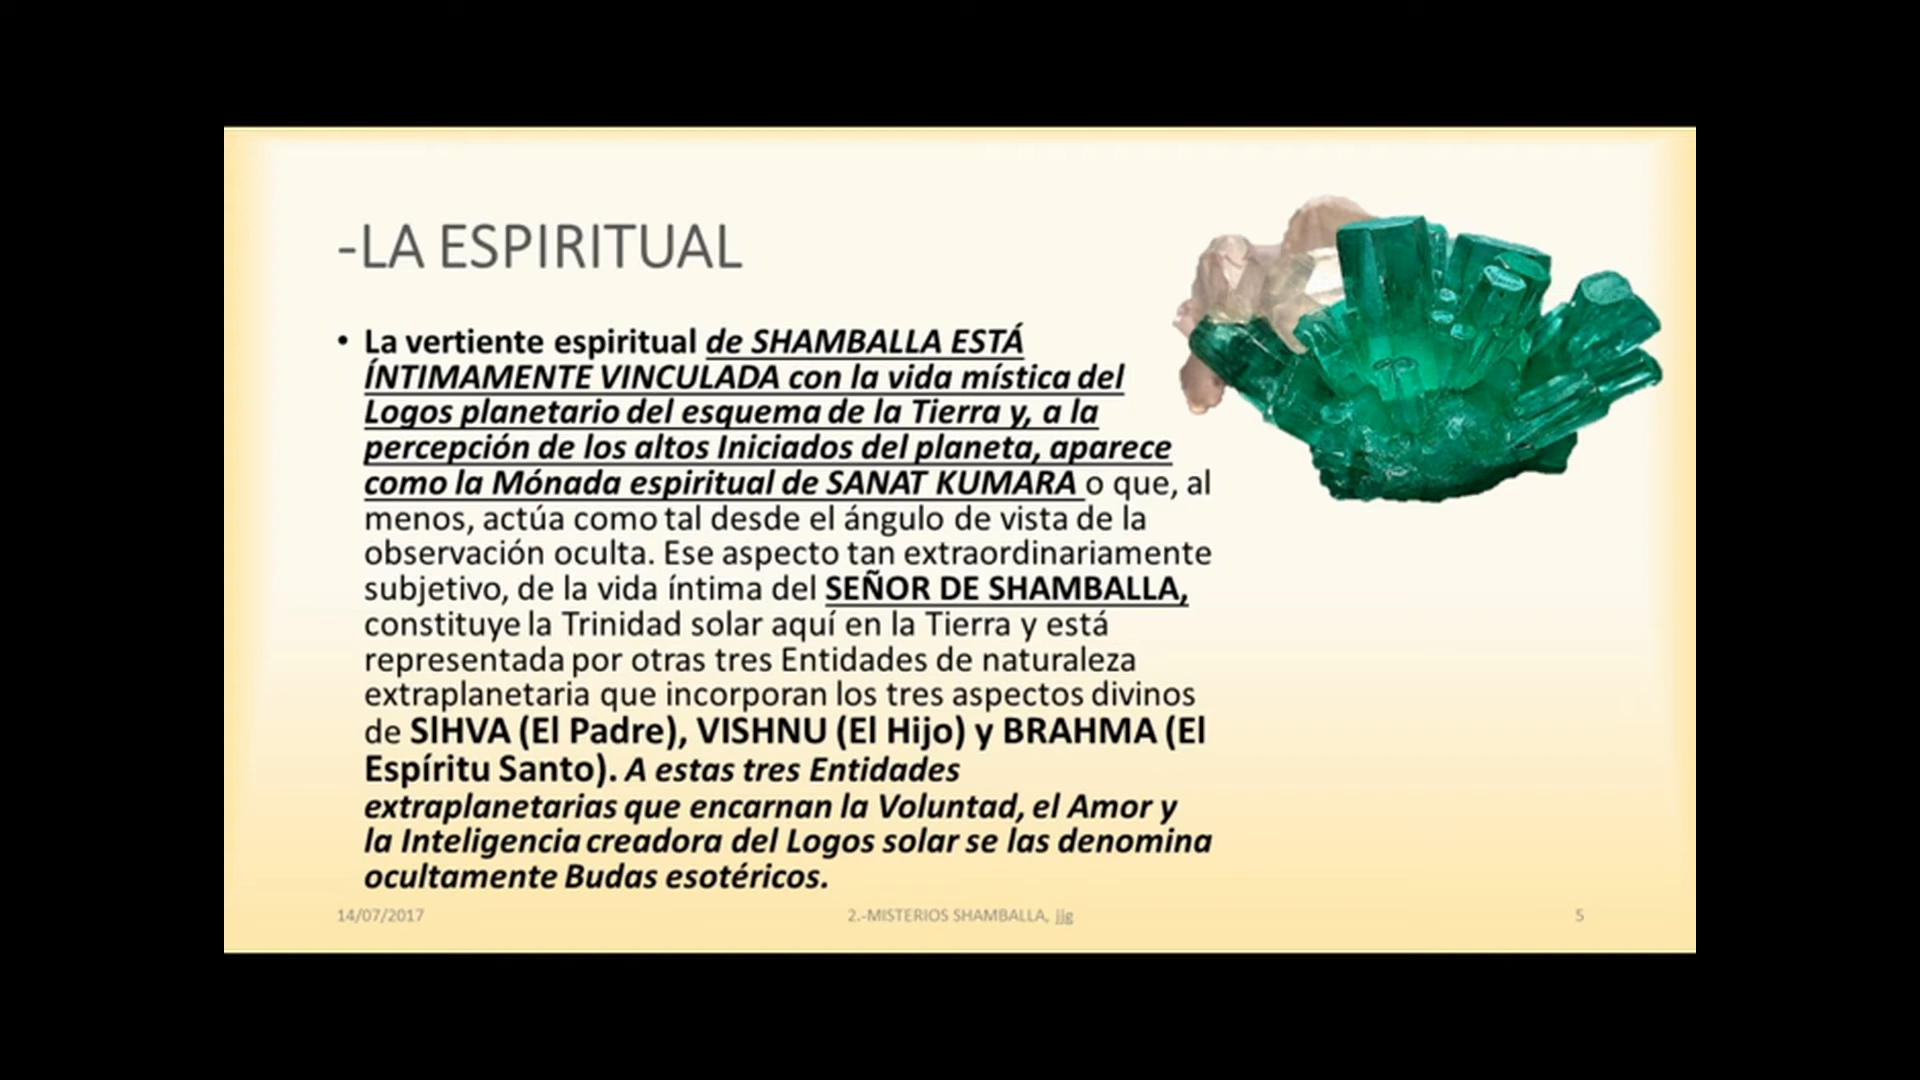 -LA ESPIRITUAL
• La vertiente espiritual de SHAMBALLA ESTÁ
ÍNTIMAMENTE VINCULADA con la vida mística del
Logos planetario del esquema de la Tierra y, a la
percepción de los altos Iniciados del planeta, aparece
como la Mónada espiritual de SANAT KUMARA o que, al
menos, actúa como tal desde el ángulo de vista de la
observación oculta. Ese aspecto tan extraordinariamente
subjetivo, de la vida íntima del SEÑOR DE SHAMBALLA,
constituye la Trinidad solar aquí en la Tierra y está
representada por otras tres Entidades de naturaleza
extraplanetaria que incorporan los tres aspectos divinos
de SlHVA (El Padre), VISHNU (El Hijo) y BRAHMA (El
Espíritu Santo). A estas tres Entidades
extraplanetarias que encarnan la Voluntad, el Amor y
la Inteligencia creadora del Logos solar se las denomina
ocultamente Budas esotéricos.
14/07/2017
2.-MISTERIOS SHAMBALLA, jjg
5